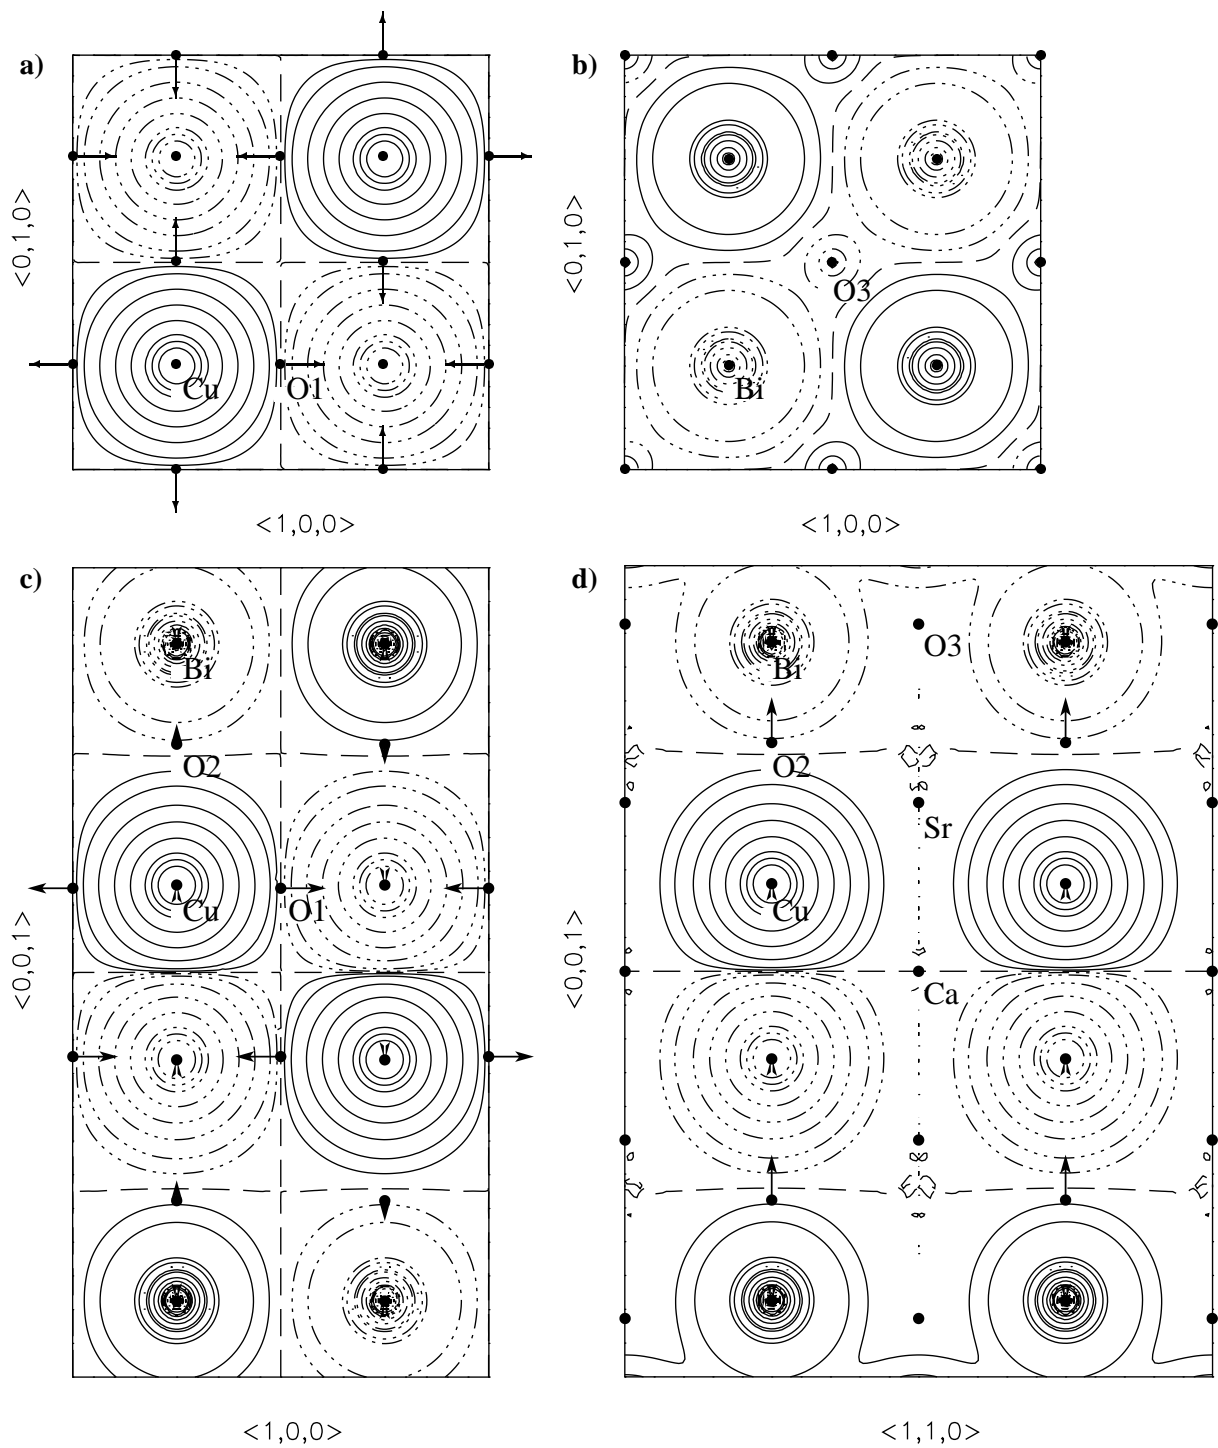 a)
<0,1,0>
Cu
O1
<1,0,0>
b)
<0,1,0>
O3
Bi
<1,0,0>
c)
<0,0,1>
Bi
O2
Cu
O1
<1,0,0>
d)
<0,0,1>
O3
Bi
O2
Sr
Cu
Ca
<1,1,0>